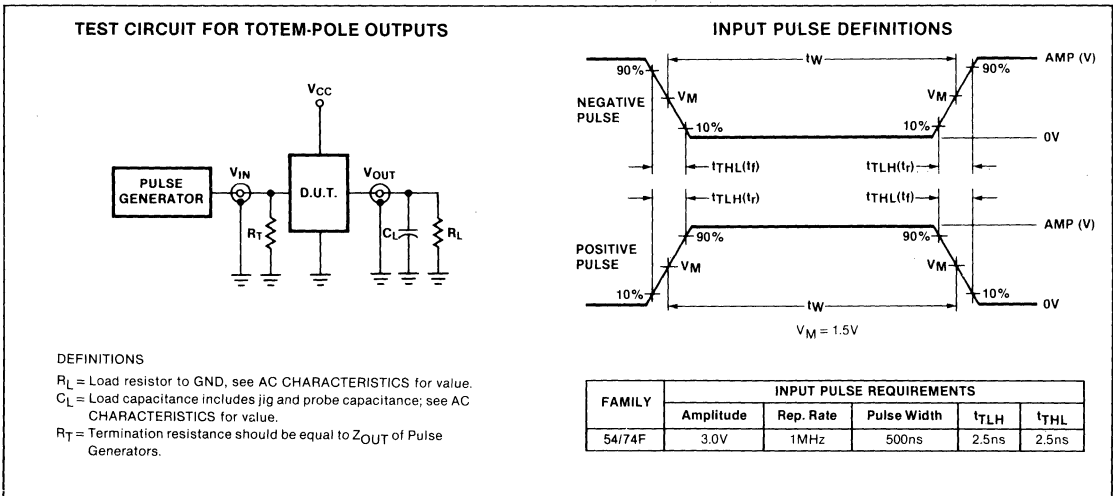 TEST CIRCUIT FOR TOTEM-POLE OUTPUTS
VCC
PULSE
GENERATOR
VIN
RT
D.U.T.
VOUT
CL
RL
DEFINITIONS
RL = Load resistor to GND, see AC CHARACTERISTICS for value.
CL = Load capacitance includes jig and probe capacitance; see AC
CHARACTERISTICS for value.
RT = Termination resistance should be equal to ZOUT of Pulse
Generators.
INPUT PULSE DEFINITIONS
90%
tW
90%
AMP (V)
NEGATIVE
PULSE
VM
VM
10%
10%
0V
tTHL(tf)
tTLH(tr)
tTLH(tr)
tTHL(tf)
AMP (V)
POSITIVE
PULSE
90%
90%
VM
VM
10%
tW
10%
0V
VM = 1.5V
FAMILY
INPUT PULSE REQUIREMENTS
Amplitude Rep. Rate Pulse Width tTLH tTHL
54/74F 3.0V 1MHz 500ns 2.5ns 2.5ns